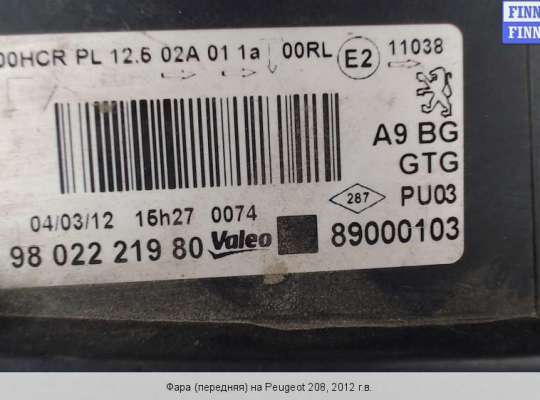 FINN
FINN
00HCR PL 12.5 02A 01 1a 00RL E2 11038
A9 BG
GTG
287 PU03
04/03/12 15h27 0074
98 022 219 80 Valeo 89000103
Фара (передняя) на Peugeot 208, 2012 г.в.